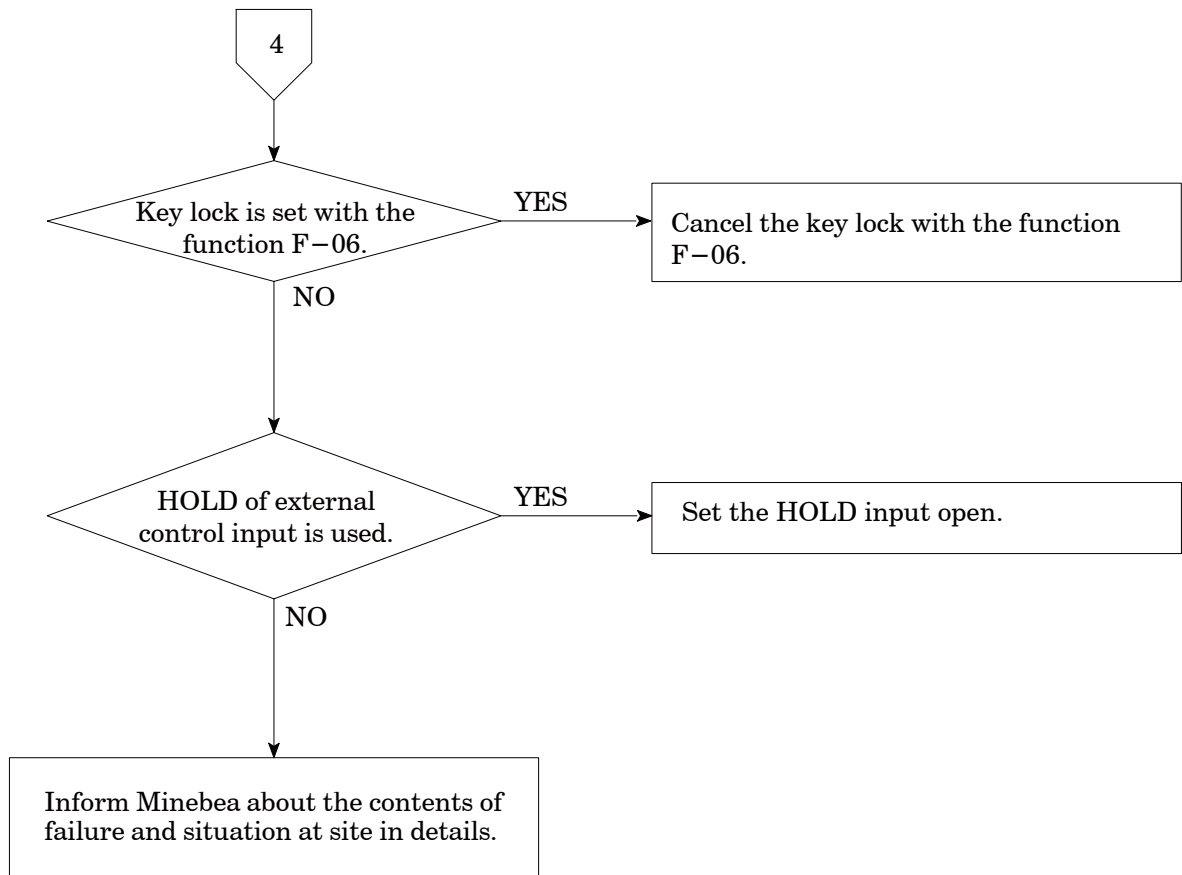 4
Key lock is set with the
function F−06.
YES
Cancel the key lock with the function
F−06.
NO
HOLD of external
control input is used.
YES
Set the HOLD input open.
NO
Inform Minebea about the contents of
failure and situation at site in details.